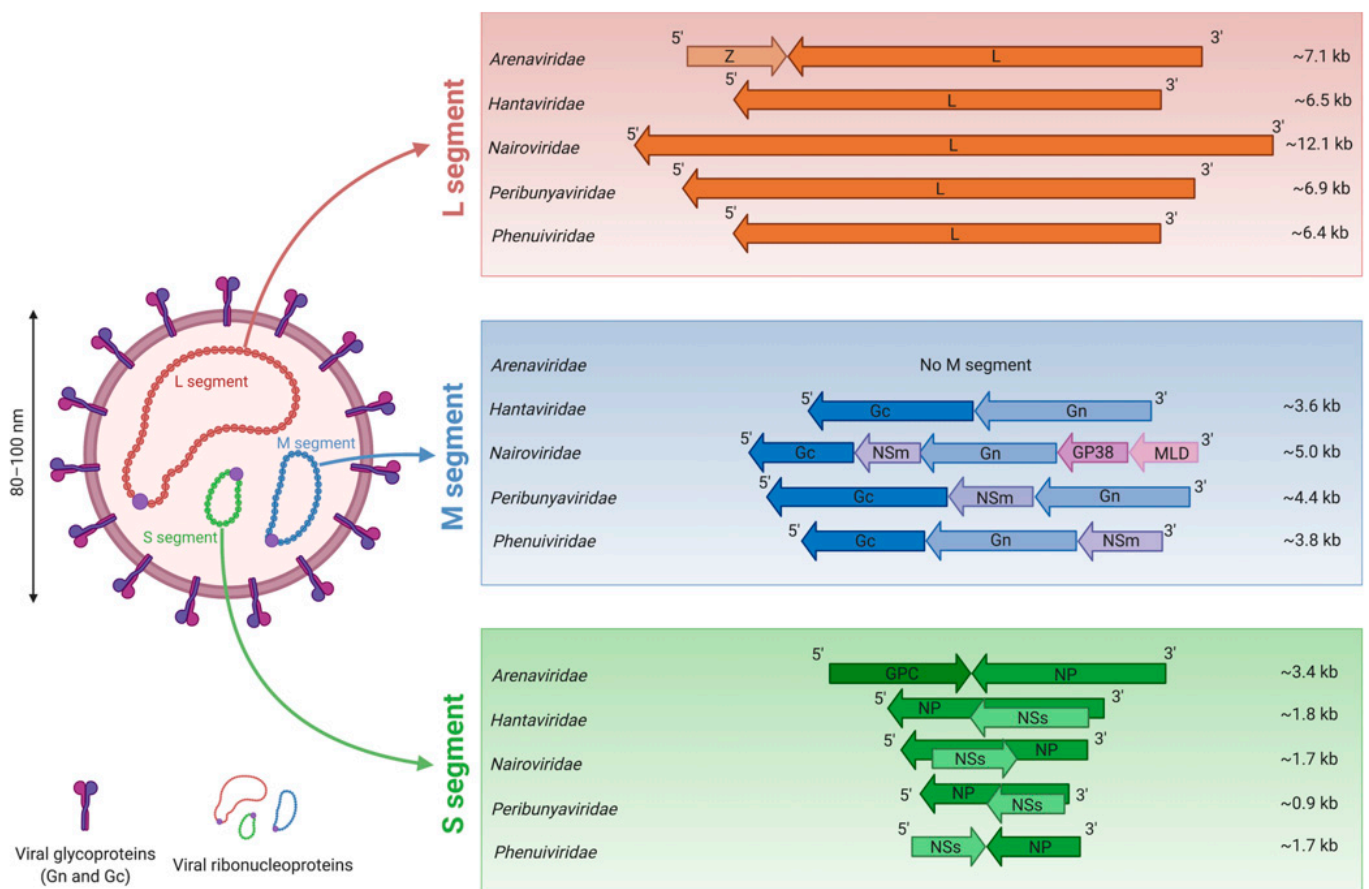 80–100 nm
L segment
M segment
S segment
Viral glycoproteins
(Gn and Gc)
Viral ribonucleoproteins
L segment
Arenaviridae 5' Z L 3' ~7.1 kb
Hantaviridae 5' L 3' ~6.5 kb
Nairoviridae 5' L 3' ~12.1 kb
Peribunyaviridae 5' L 3' ~6.9 kb
Phenuiviridae 5' L 3' ~6.4 kb
M segment
Arenaviridae No M segment
Hantaviridae 5' Gc Gn 3' ~3.6 kb
Nairoviridae 5' Gc NSm Gn GP38 MLD 3' ~5.0 kb
Peribunyaviridae 5' Gc NSm Gn 3' ~4.4 kb
Phenuiviridae 5' Gc Gn NSm 3' ~3.8 kb
S segment
Arenaviridae 5' GPC NP 3' ~3.4 kb
Hantaviridae 5' NP NSs 3' ~1.8 kb
Nairoviridae 5' NSs NP 3' ~1.7 kb
Peribunyaviridae 5' NP NSs 3' ~0.9 kb
Phenuiviridae 5' NSs NP 3' ~1.7 kb